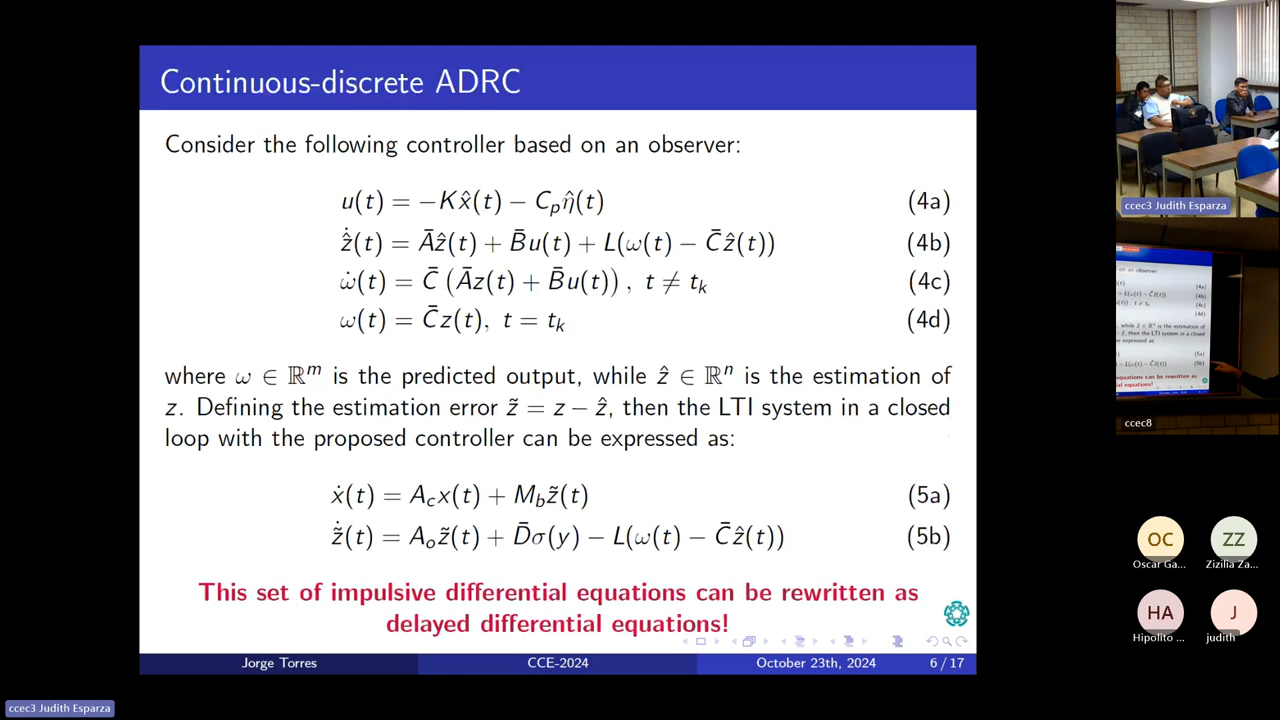 Continuous-discrete ADRC
Consider the following controller based on an observer:
u(t) = −Kx̂(t) − C_p η̂(t) (4a)
ẑ̇(t) = Āẑ(t) + B̄u(t) + L(ω(t) − C̄ẑ(t)) (4b)
ω̇(t) = C̄ (Āz(t) + B̄u(t)) , t ≠ t_k (4c)
ω(t) = C̄z(t), t = t_k (4d)
where ω ∈ ℝ^m is the predicted output, while ẑ ∈ ℝ^n is the estimation of
z. Defining the estimation error z̃ = z − ẑ, then the LTI system in a closed
loop with the proposed controller can be expressed as:
ẋ(t) = A_c x(t) + M_b z̃(t) (5a)
z̃̇(t) = A_o z̃(t) + D̄σ(y) − L(ω(t) − C̄ẑ(t)) (5b)
This set of impulsive differential equations can be rewritten as
delayed differential equations!
Jorge Torres CCE-2024 October 23th, 2024 6 / 17
ccec3 Judith Esparza
ccec8
OC ZZ
Oscar Ga... Zizilia Za...
HA J
Hipolito ... judith
ccec3 Judith Esparza